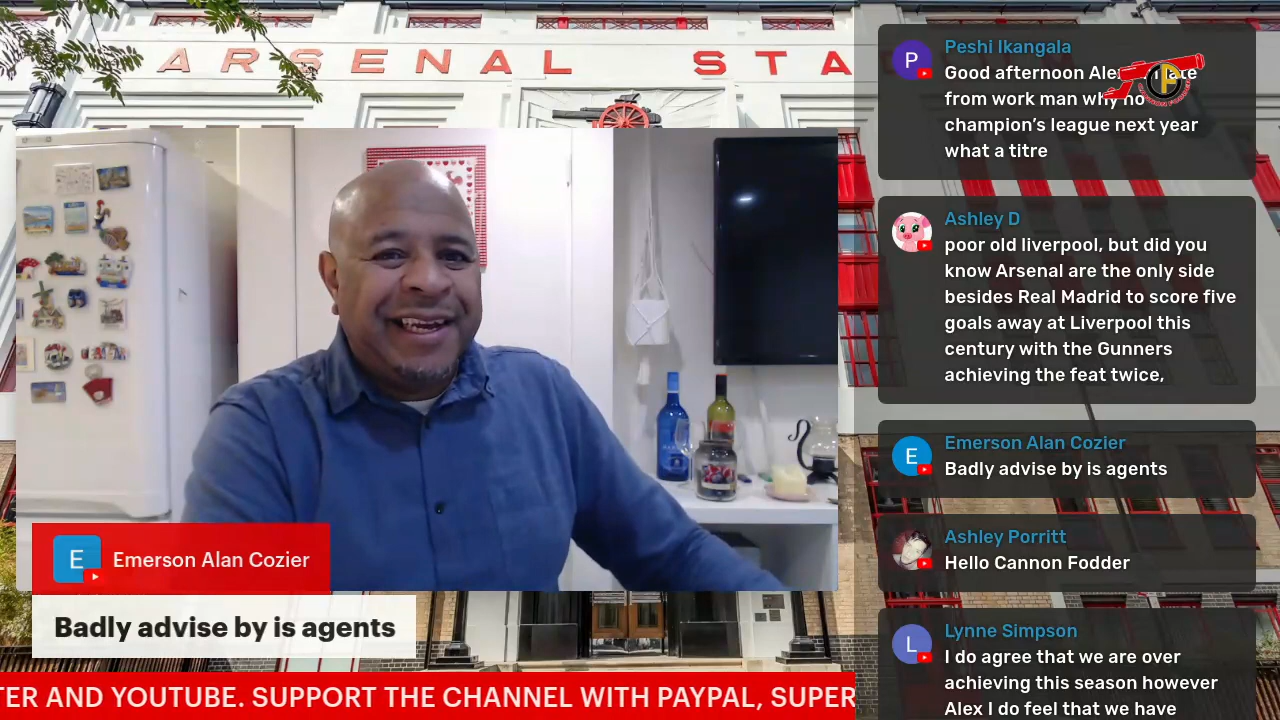 ARSENAL STA
Peshi Ikangala
Good afternoon Ale
from work man why no
champion's league next year
what a titre
Ashley D
poor old liverpool, but did you
know Arsenal are the only side
besides Real Madrid to score five
goals away at Liverpool this
century with the Gunners
achieving the feat twice,
E Emerson Alan Cozier
Badly advise by is agents
Ashley Porritt
Hello Cannon Fodder
L Lynne Simpson
I do agree that we are over
achieving this season however
Alex I do feel that we have
E Emerson Alan Cozier
Badly advise by is agents
TER AND YOUTUBE. SUPPORT THE CHANNEL WITH PAYPAL, SUPER